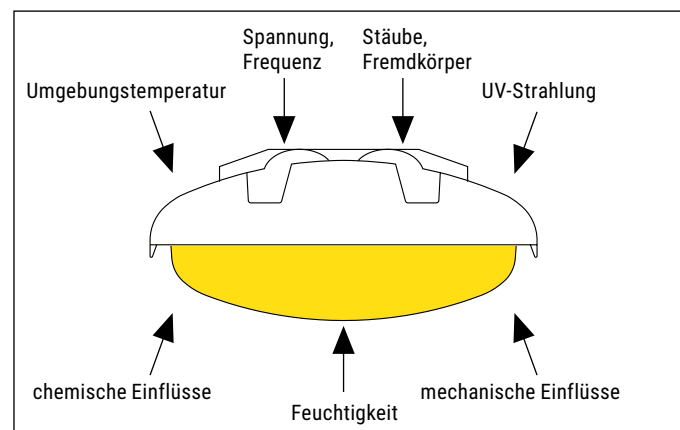 Spannung,
Frequenz
Stäube,
Fremdkörper
Umgebungstemperatur
UV-Strahlung
chemische Einflüsse
mechanische Einflüsse
Feuchtigkeit